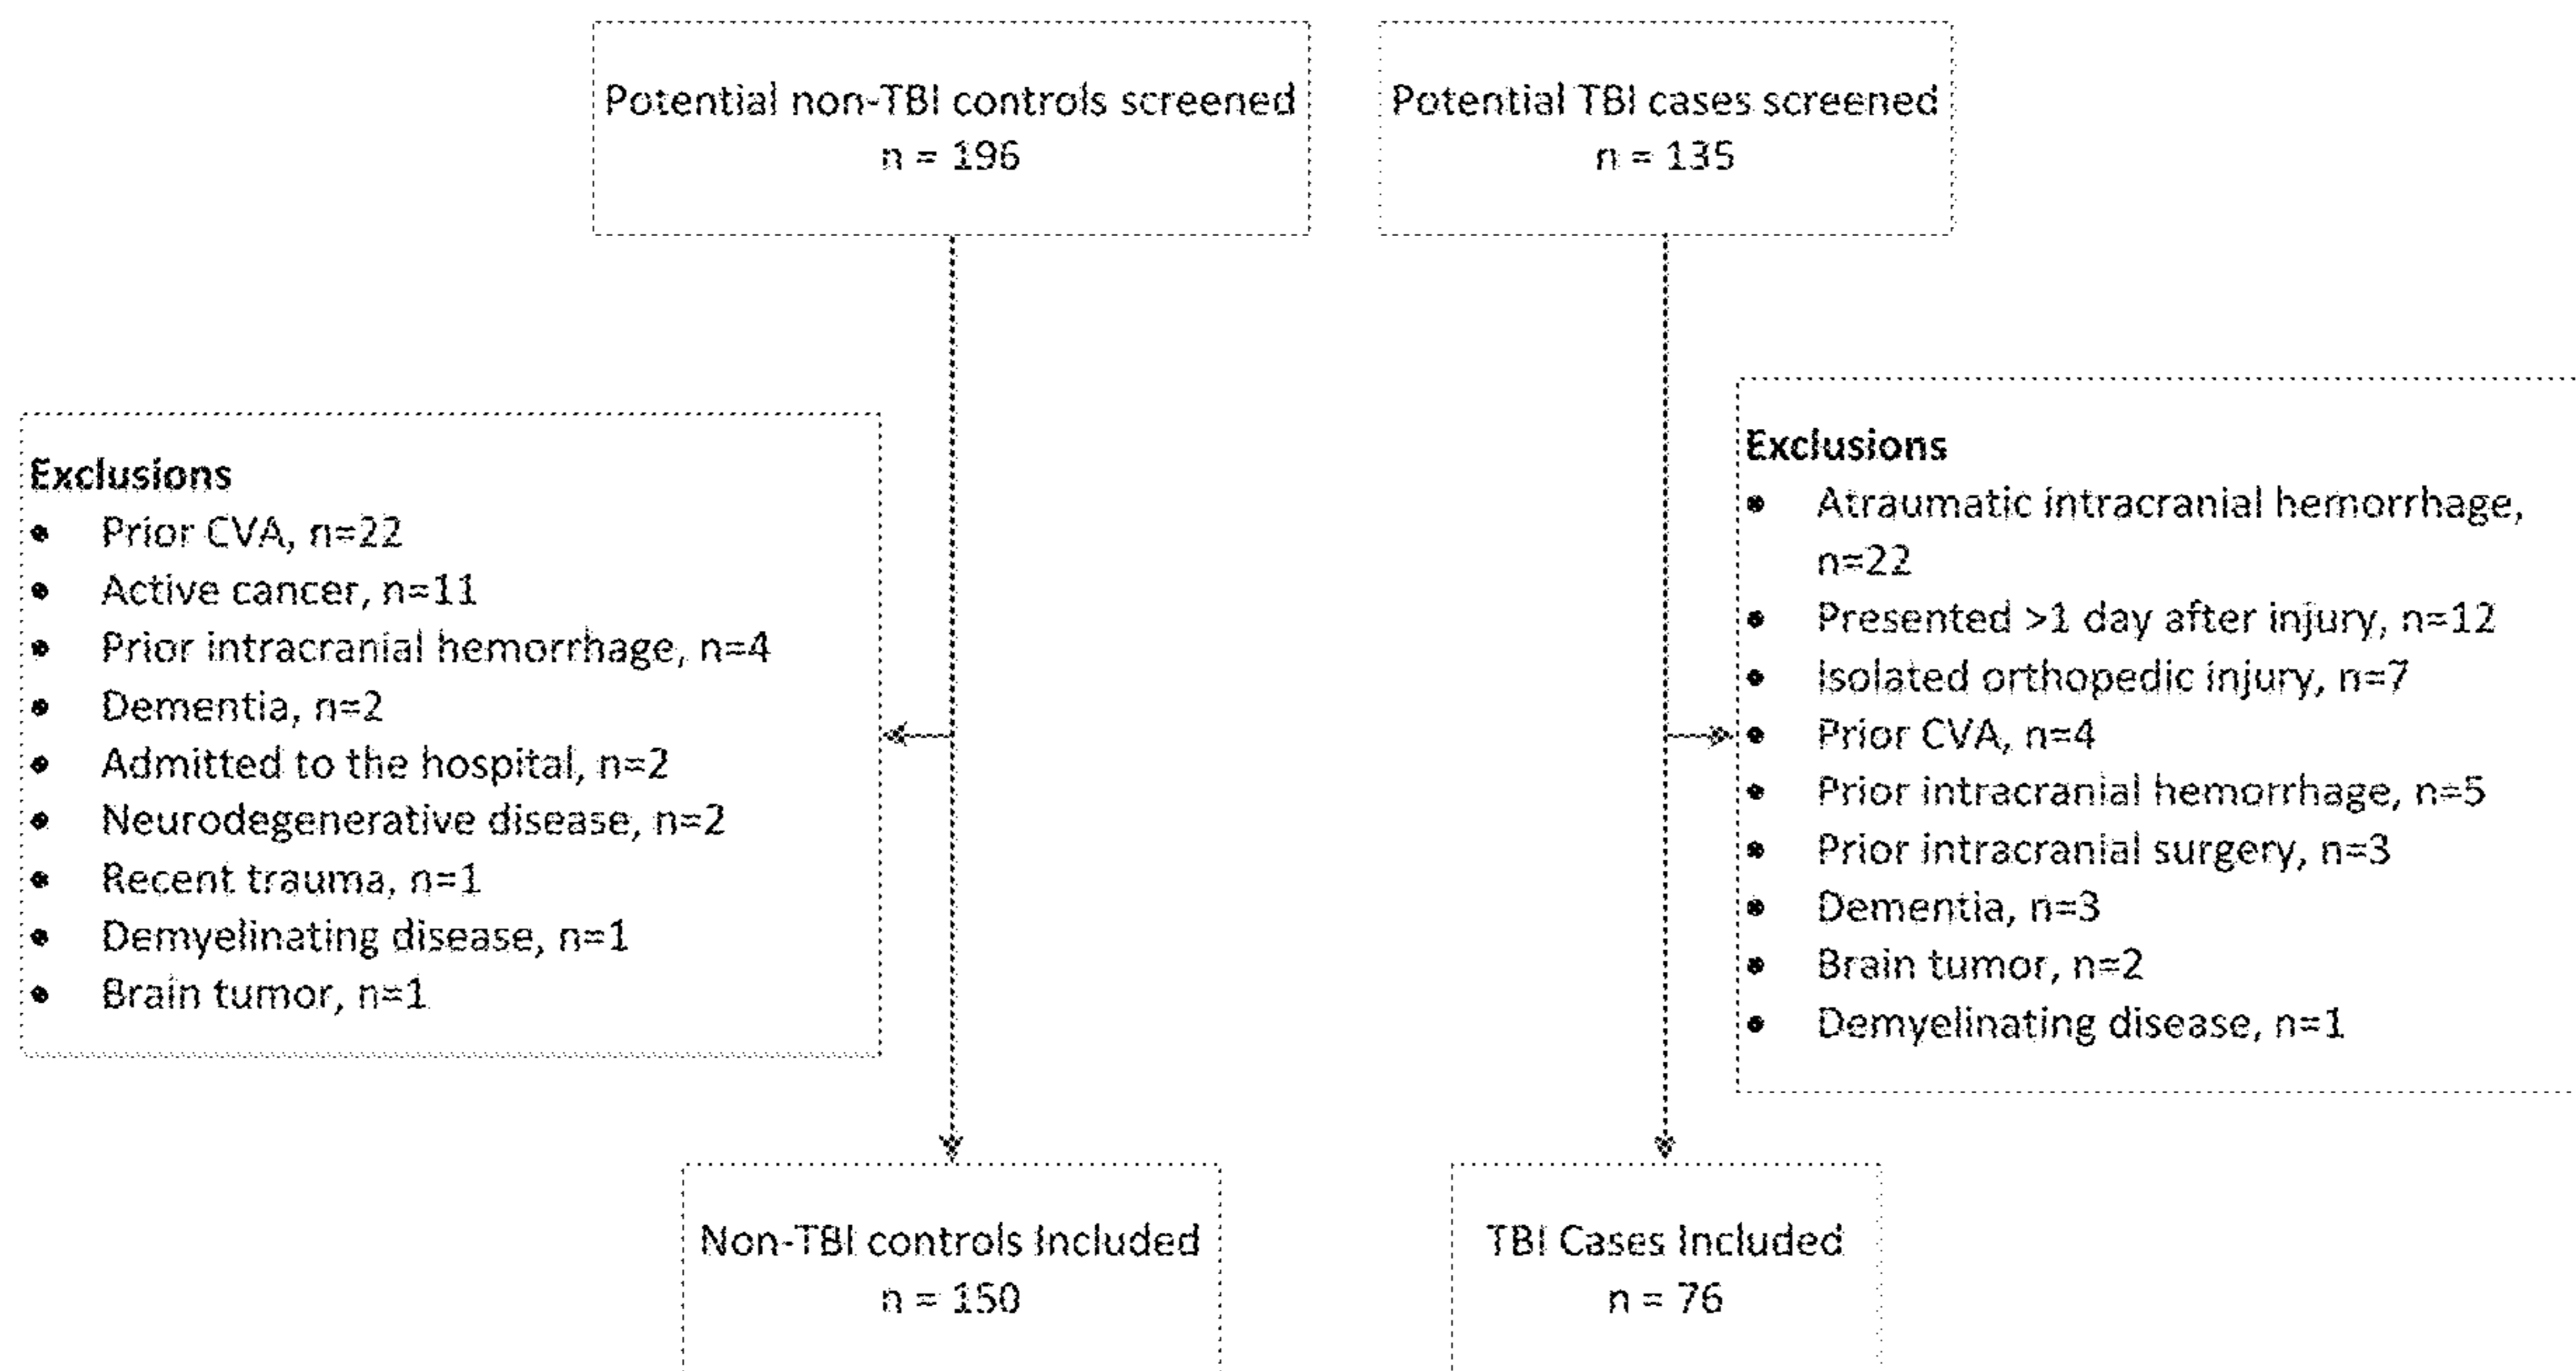 Potential non-TBI controls screened
n = 196
Potential TBI cases screened
n = 135
Exclusions
• Prior CVA, n=22
• Active cancer, n=11
• Prior intracranial hemorrhage, n=4
• Dementia, n=2
• Admitted to the hospital, n=2
• Neurodegenerative disease, n=2
• Recent trauma, n=1
• Demyelinating disease, n=1
• Brain tumor, n=1
Exclusions
• Atraumatic intracranial hemorrhage,
n=22
• Presented >1 day after injury, n=12
• Isolated orthopedic injury, n=7
• Prior CVA, n=4
• Prior intracranial hemorrhage, n=5
• Prior intracranial surgery, n=3
• Dementia, n=3
• Brain tumor, n=2
• Demyelinating disease, n=1
Non-TBI controls Included
n = 150
TBI Cases Included
n = 76